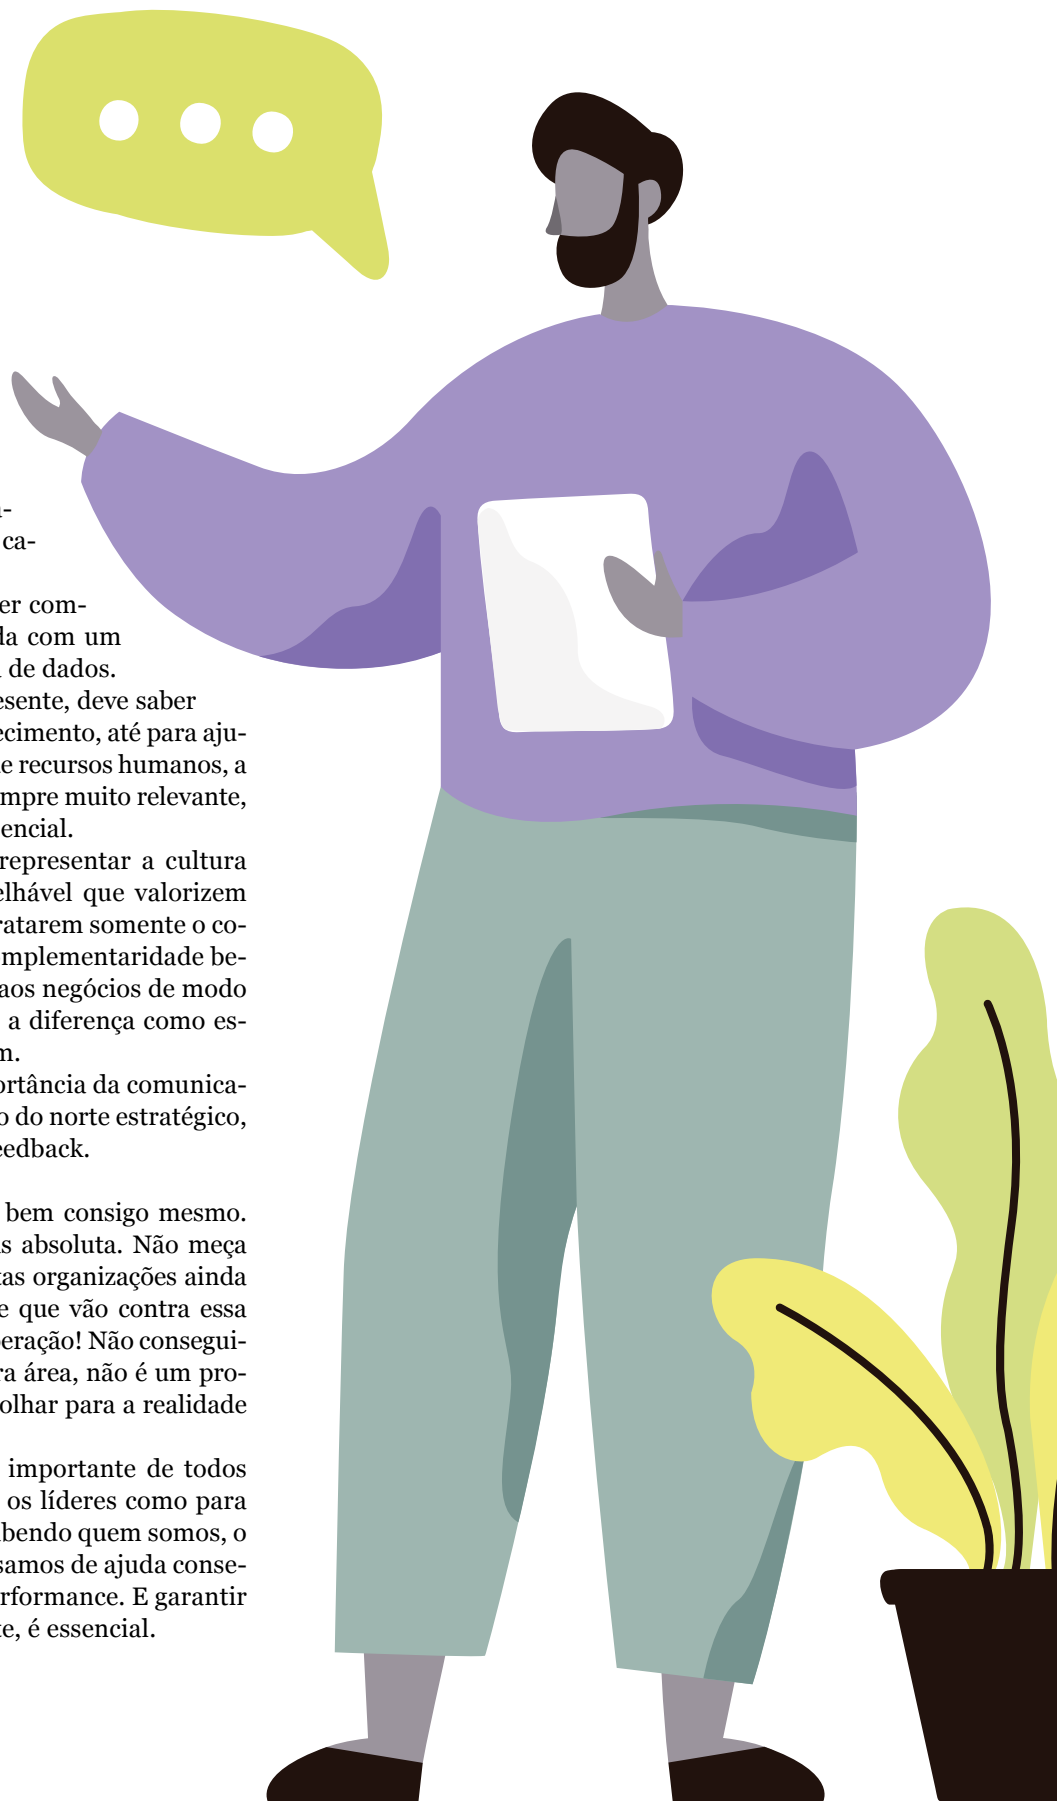 ca-
er com-
da com um
de dados.
esente, deve saber
ecimento, até para aju-
e recursos humanos, a
mpre muito relevante,
encial.
representar a cultura
elhável que valorizem
ratarem somente o co-
mplementaridade be-
aos negócios de modo
a diferença como es-
m.
ortância da comunica-
o do norte estratégico,
eedback.
bem consigo mesmo.
s absoluta. Não meça
tas organizações ainda
e que vão contra essa
eração! Não consegui-
ra área, não é um pro-
olhar para a realidade
importante de todos
os líderes como para
bendo quem somos, o
samos de ajuda conse-
rformance. E garantir
te, é essencial.